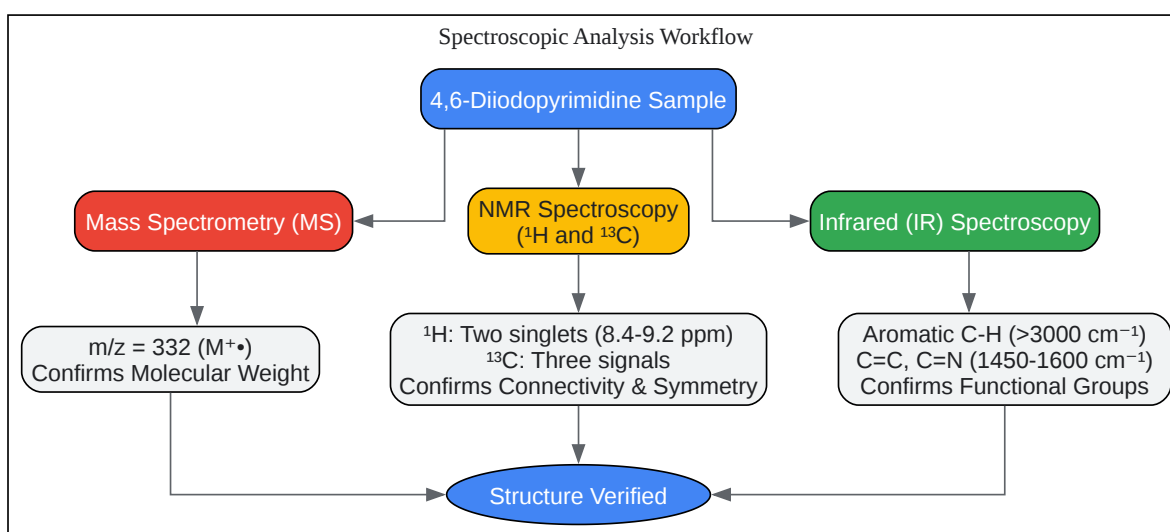 Spectroscopic Analysis Workflow
4,6-Diiodopyrimidine Sample
Mass Spectrometry (MS)
NMR Spectroscopy
(¹H and ¹³C)
Infrared (IR) Spectroscopy
m/z = 332 (M⁺•)
Confirms Molecular Weight
¹H: Two singlets (8.4-9.2 ppm)
¹³C: Three signals
Confirms Connectivity & Symmetry
Aromatic C-H (>3000 cm⁻¹)
C=C, C=N (1450-1600 cm⁻¹)
Confirms Functional Groups
Structure Verified